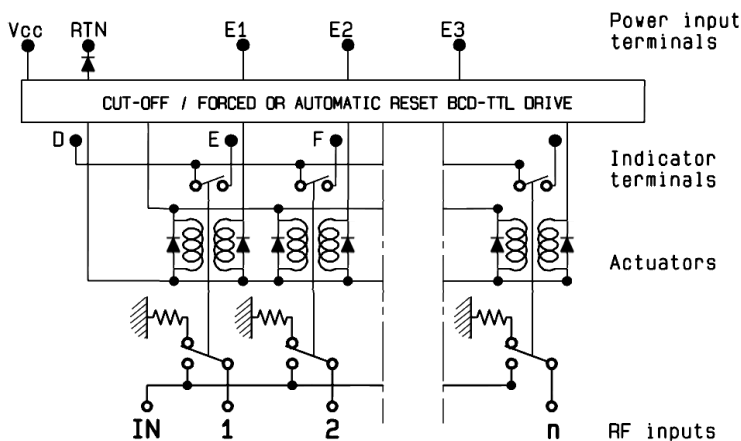 Vcc RTN E1 E2 E3 Power input
terminals
CUT-OFF / FORCED OR AUTOMATIC RESET BCD-TTL DRIVE
D E F Indicator
terminals
Actuators
IN 1 2 n RF inputs